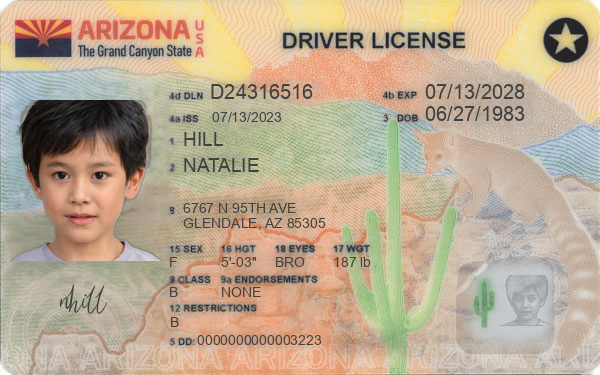 ARIZONA USA
The Grand Canyon State
DRIVER LICENSE
4d DLN D24316516
4b EXP 07/13/2028
4a ISS 07/13/2023
3 DOB 06/27/1983
1 HILL
2 NATALIE
8 6767 N 95TH AVE
GLENDALE, AZ 85305
15 SEX 16 HGT 18 EYES 17 WGT
F 5'-03" BRO 187 lb
9 CLASS 9a ENDORSEMENTS
B NONE
12 RESTRICTIONS
B
nhill
5 DD: 0000000000003223
ARIZONA ARIZONA ARIZONA ARIZONA